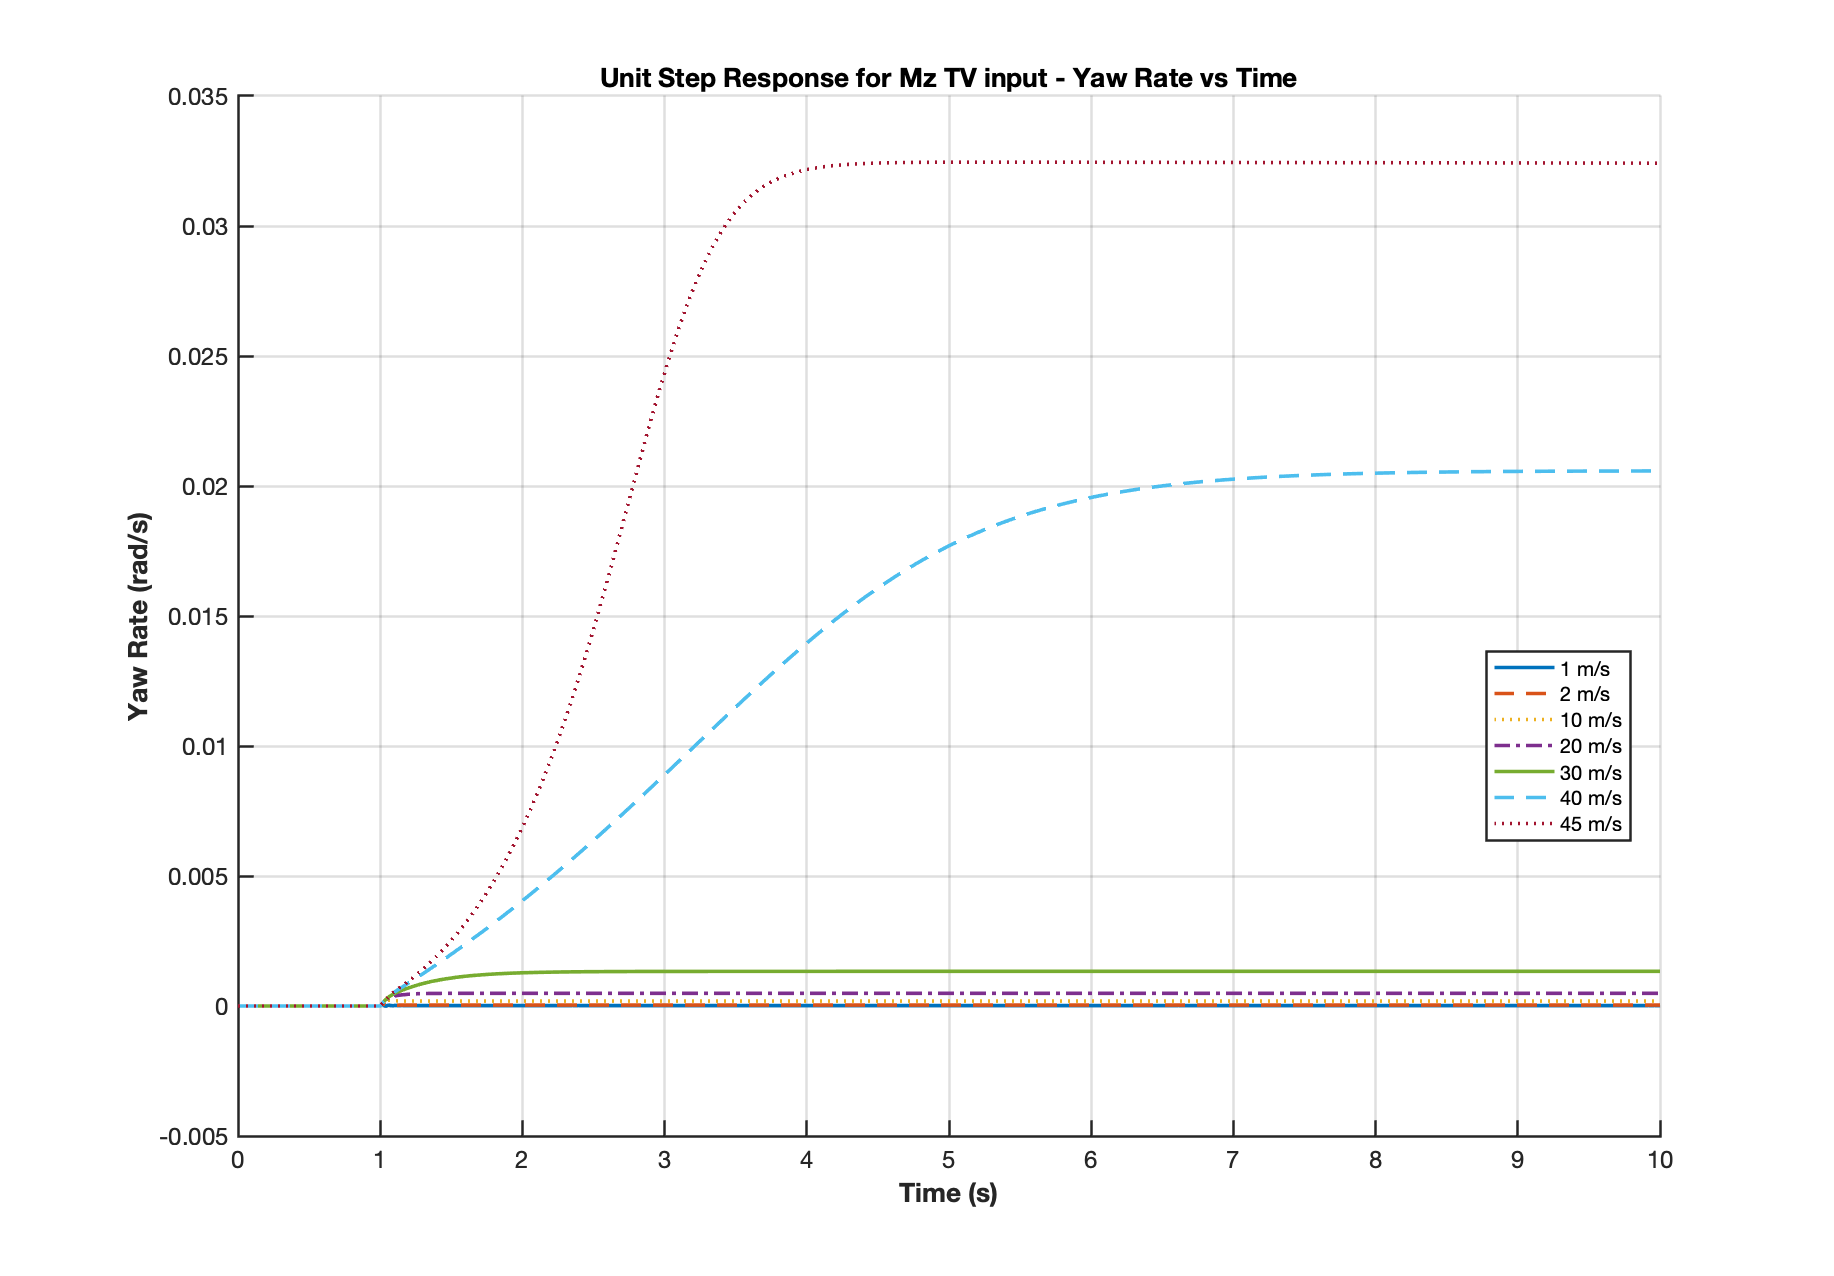 Unit Step Response for Mz TV input - Yaw Rate vs Time
0.035
0.03
0.025
0.02
0.015
0.01
0.005
0
-0.005
Yaw Rate (rad/s)
1 m/s
2 m/s
10 m/s
20 m/s
30 m/s
40 m/s
45 m/s
0 1 2 3 4 5 6 7 8 9 10
Time (s)